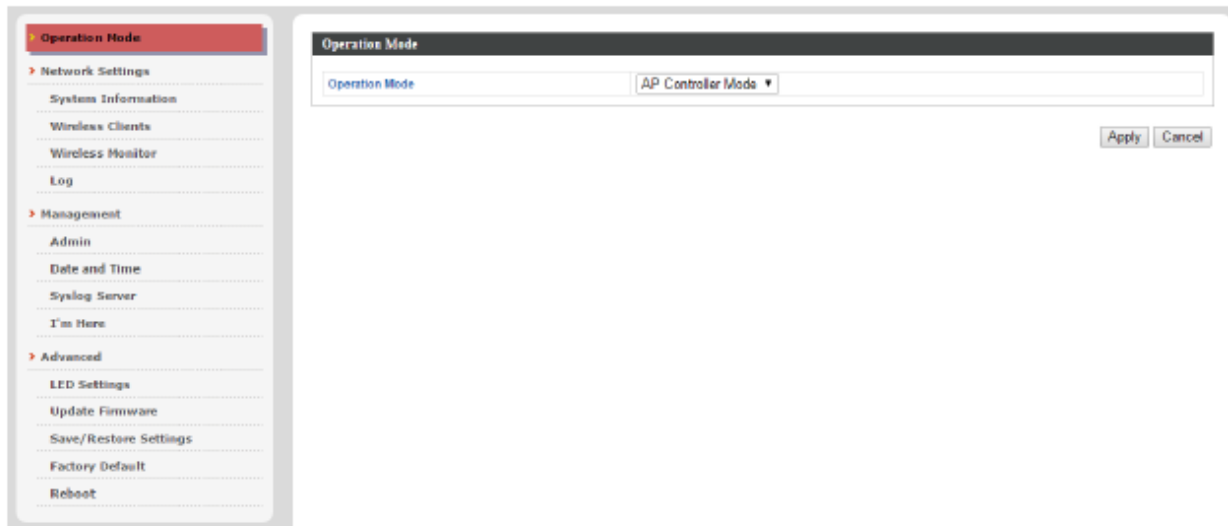 Operation Mode
Network Settings
System Information
Wireless Clients
Wireless Monitor
Log
Management
Admin
Date and Time
Syslog Server
I'm Here
Advanced
LED Settings
Update Firmware
Save/Restore Settings
Factory Default
Reboot
Operation Mode
Operation Mode AP Controller Mode
Apply Cancel